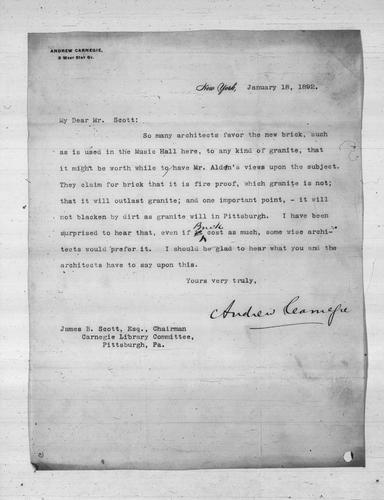 ANDREW CARNEGIE,
5 West 51st St.
New York, January 18, 1892.
My Dear Mr. Scott:
So many architects favor the new brick, such
as is used in the Music Hall here, to any kind of granite, that
it might be worth while to have Mr. Alden's views upon the subject.
They claim for brick that it is fire proof, which granite is not;
that it will outlast granite; and one important point, - it will
not blacken by dirt as granite will in Pittsburgh. I have been
surprised to hear that, even if Brick cost as much, some wise archi-
tects would prefer it. I should be glad to hear what you and the
architects have to say upon this.
Yours very truly,
Andrew Carnegie
James B. Scott, Esq., Chairman
Carnegie Library Committee,
Pittsburgh, Pa.